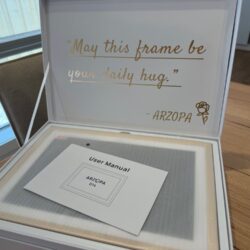 "May this frame be
your daily hug."
- ARZOPA
User Manual
ARZOPA